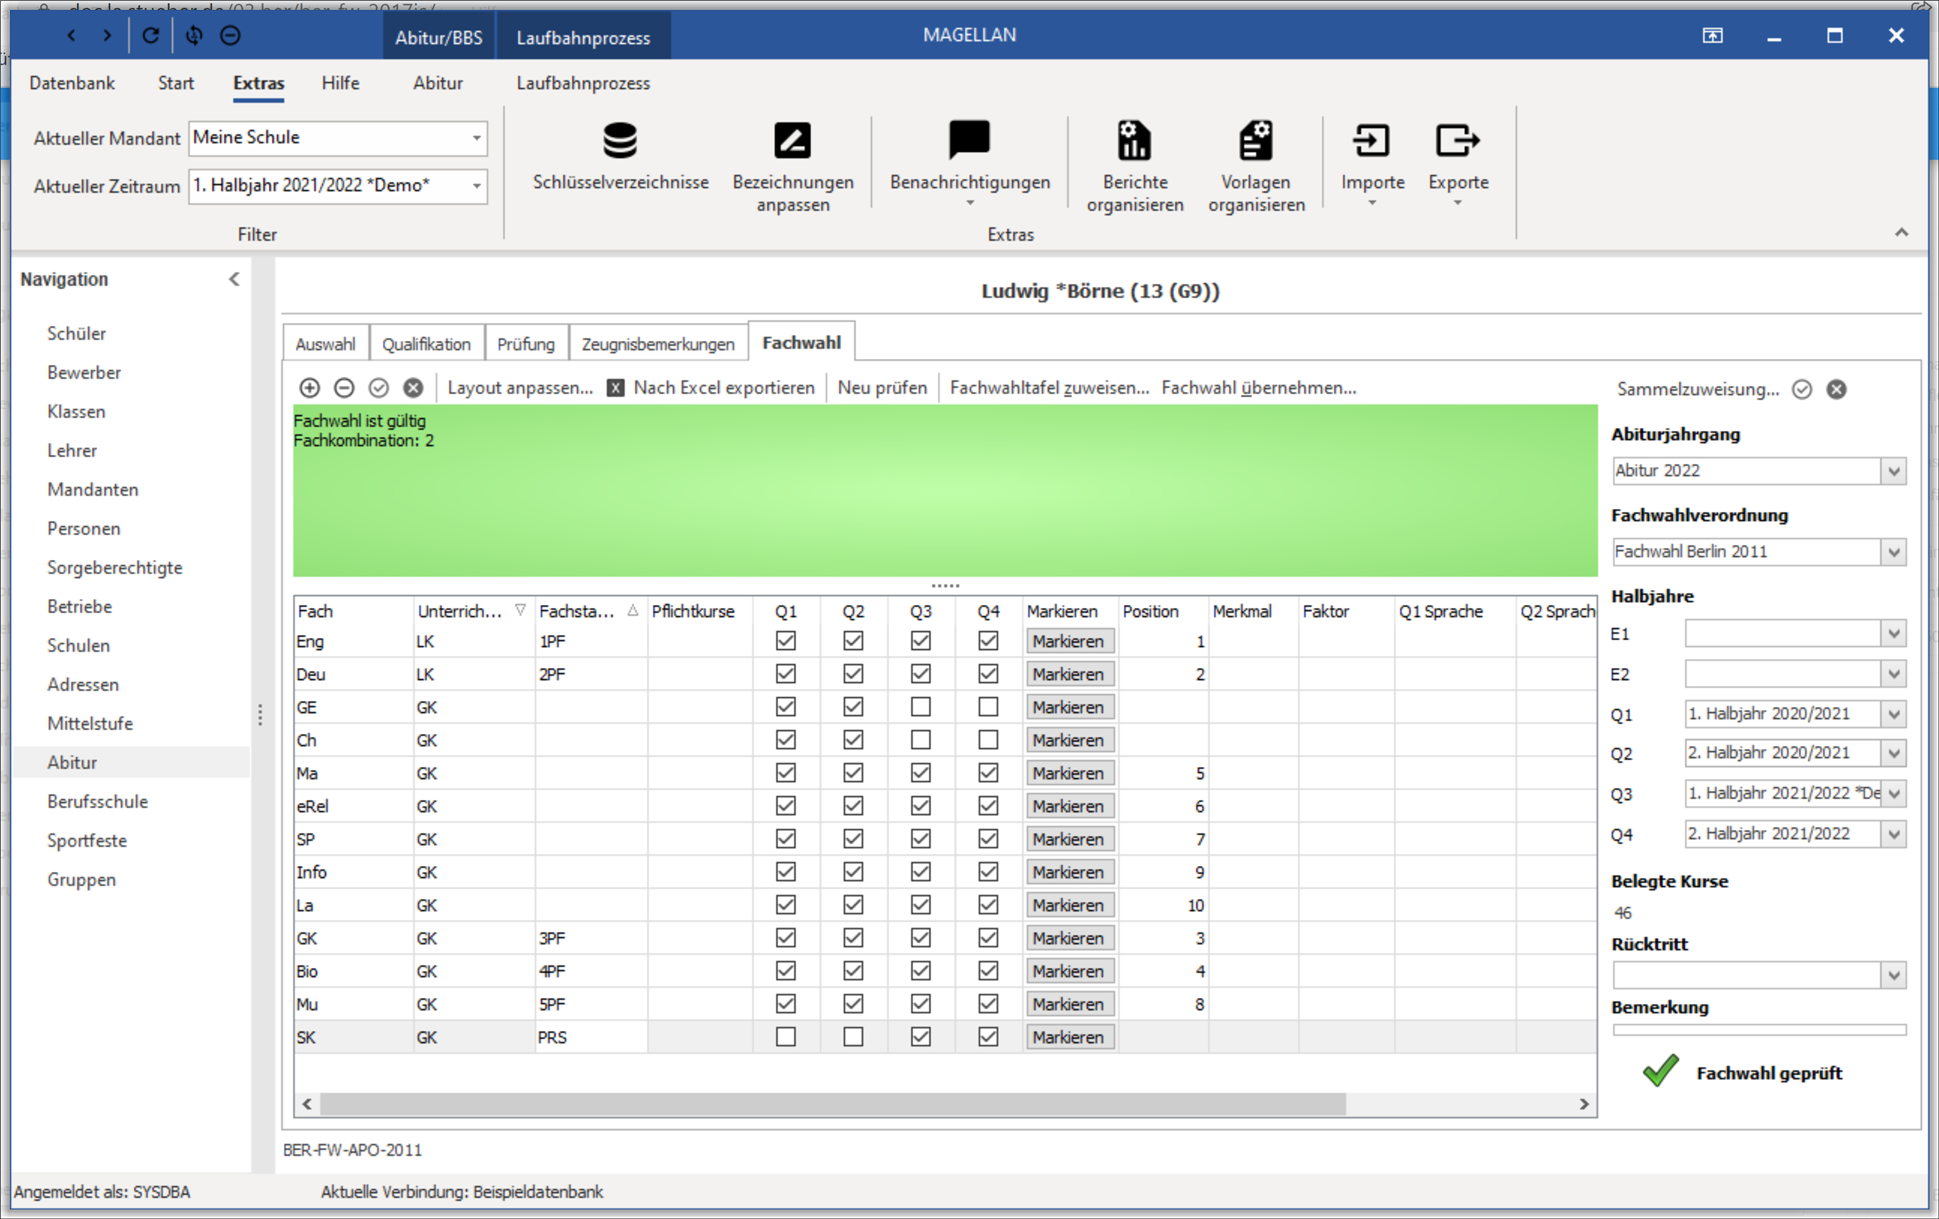 Abitur/BBS Laufbahnprozess MAGELLAN
Datenbank Start Extras Hilfe Abitur Laufbahnprozess
Aktueller Mandant Meine Schule
Aktueller Zeitraum 1. Halbjahr 2021/2022 *Demo*
Filter
Schlüsselverzeichnisse
Bezeichnungen
anpassen
Benachrichtigungen
Berichte
organisieren
Vorlagen
organisieren
Importe
Exporte
Extras
Navigation
Schüler
Bewerber
Klassen
Lehrer
Mandanten
Personen
Sorgeberechtigte
Betriebe
Schulen
Adressen
Mittelstufe
Abitur
Berufsschule
Sportfeste
Gruppen
Ludwig *Börne (13 (G9))
Auswahl Qualifikation Prüfung Zeugnisbemerkungen Fachwahl
Layout anpassen... Nach Excel exportieren Neu prüfen Fachwahltafel zuweisen... Fachwahl übernehmen...
Fachwahl ist gültig
Fachkombination: 2
Fach Unterrich... Fachsta... Pflichtkurse Q1 Q2 Q3 Q4 Markieren Position Merkmal Faktor Q1 Sprache Q2 Sprach
Eng LK 1PF Markieren 1
Deu LK 2PF Markieren 2
GE GK Markieren
Ch GK Markieren
Ma GK Markieren 5
eRel GK Markieren 6
SP GK Markieren 7
Info GK Markieren 9
La GK Markieren 10
GK GK 3PF Markieren 3
Bio GK 4PF Markieren 4
Mu GK 5PF Markieren 8
SK GK PRS Markieren
Sammelzuweisung...
Abiturjahrgang
Abitur 2022
Fachwahlverordnung
Fachwahl Berlin 2011
Halbjahre
E1
E2
Q1 1. Halbjahr 2020/2021
Q2 2. Halbjahr 2020/2021
Q3 1. Halbjahr 2021/2022 *De
Q4 2. Halbjahr 2021/2022
Belegte Kurse
46
Rücktritt
Bemerkung
Fachwahl geprüft
BER-FW-APO-2011
Angemeldet als: SYSDBA Aktuelle Verbindung: Beispieldatenbank